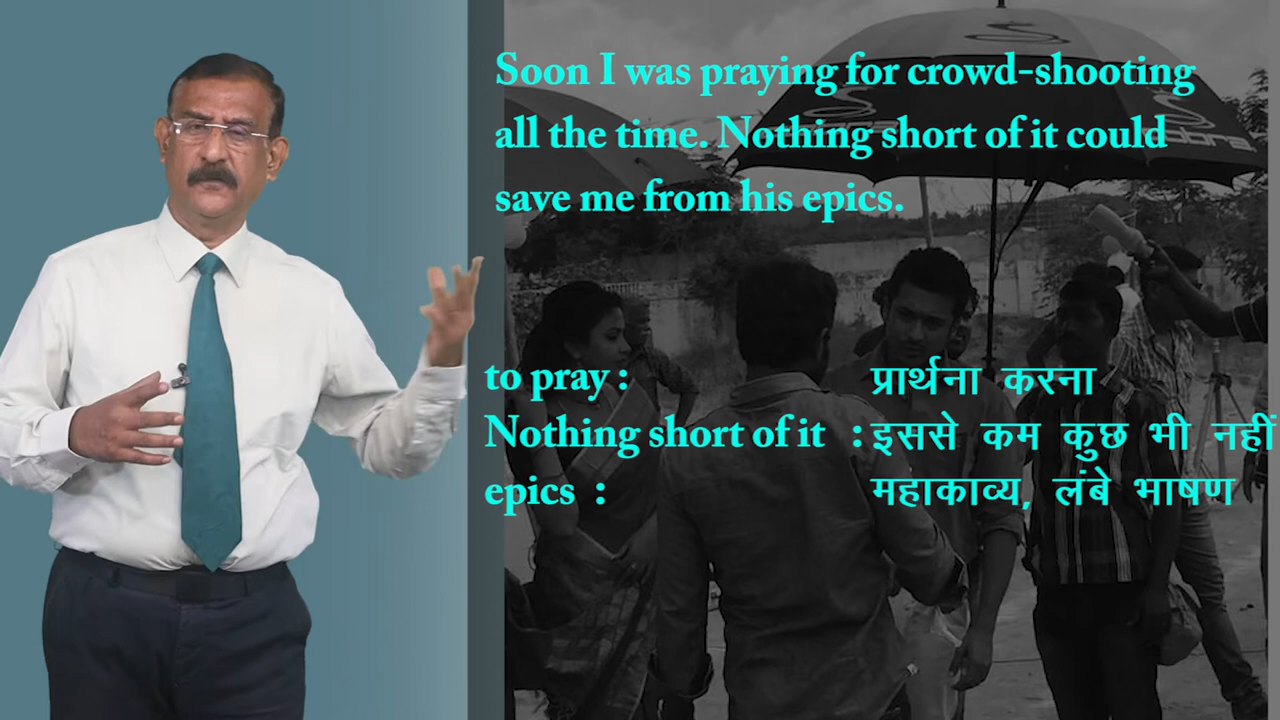 Soon I was praying for crowd-shooting
all the time. Nothing short of it could
save me from his epics.
to pray : प्रार्थना करना
Nothing short of it : इससे कम कुछ भी नहीं
epics : महाकाव्य, लंबे भाषण